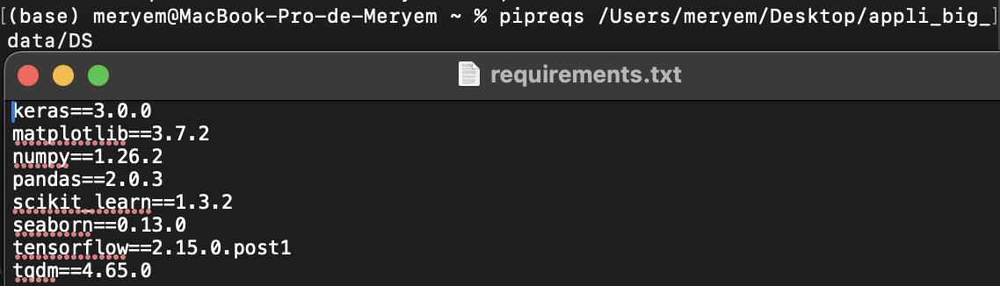 [(base) meryem@MacBook-Pro-de-Meryem ~ % pipreqs /Users/meryem/Desktop/appli_big_]
data/DS
requirements.txt
keras==3.0.0
matplotlib==3.7.2
numpy==1.26.2
pandas==2.0.3
scikit_learn==1.3.2
seaborn==0.13.0
tensorflow==2.15.0.post1
tqdm==4.65.0